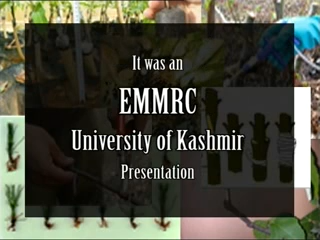 It was an
EMMRC
University of Kashmir
Presentation